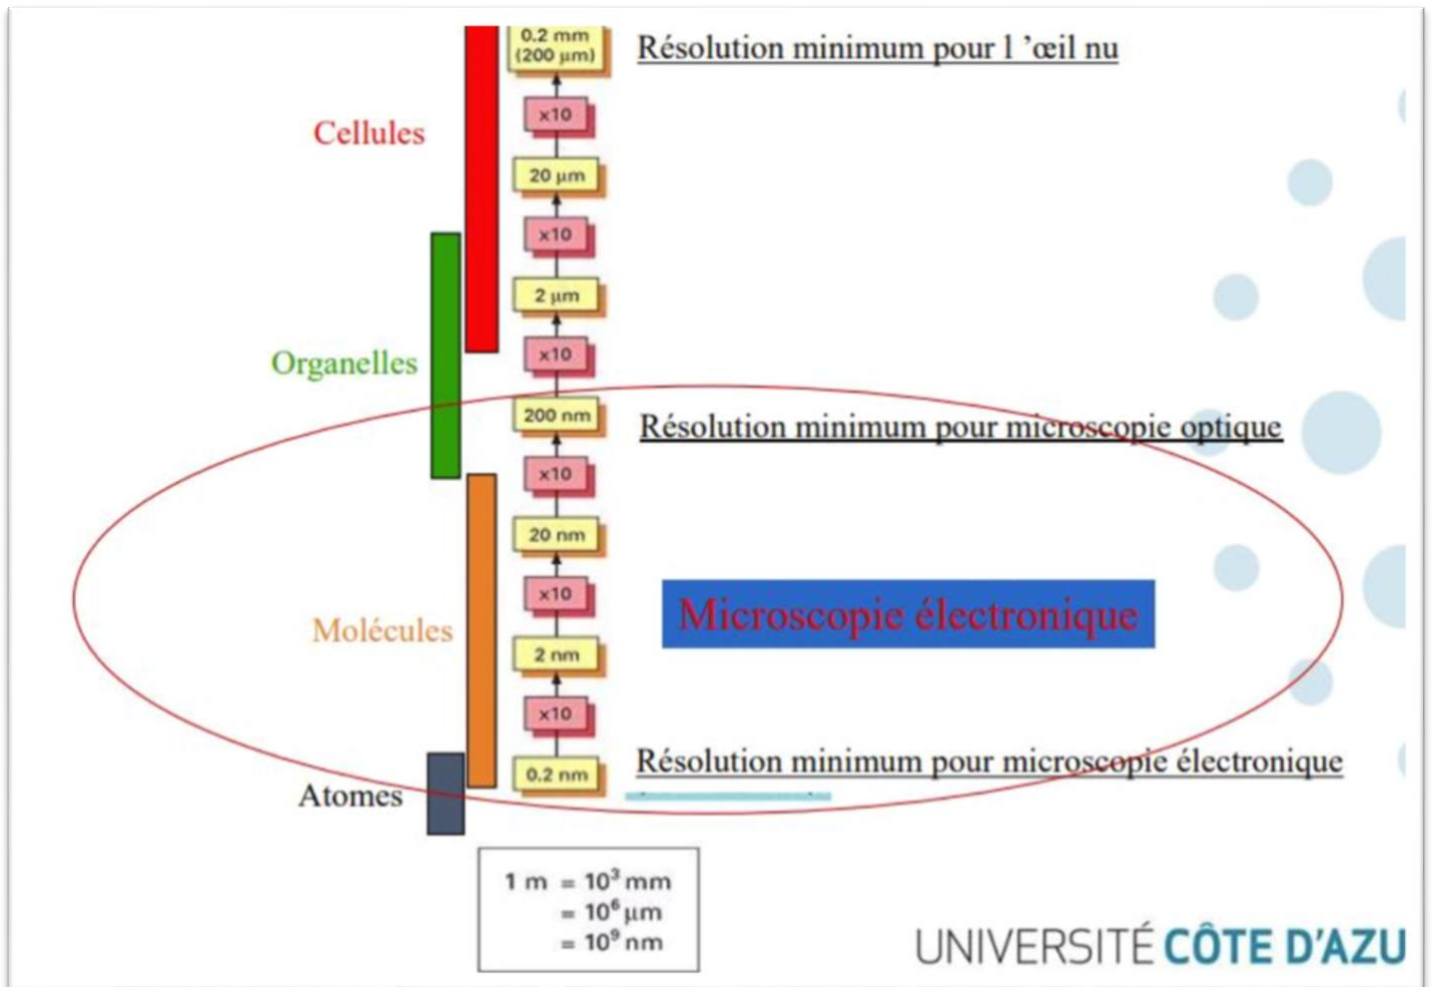 0.2 mm
(200 µm)
Résolution minimum pour l ’œil nu
x10
Cellules
20 µm
x10
2 µm
x10
Organelles
200 nm
Résolution minimum pour microscopie optique
x10
20 nm
x10
Microscopie électronique
Molécules
2 nm
x10
0.2 nm
Résolution minimum pour microscopie électronique
Atomes
1 m = 10³ mm
= 10⁶ µm
= 10⁹ nm
UNIVERSITÉ CÔTE D'AZU